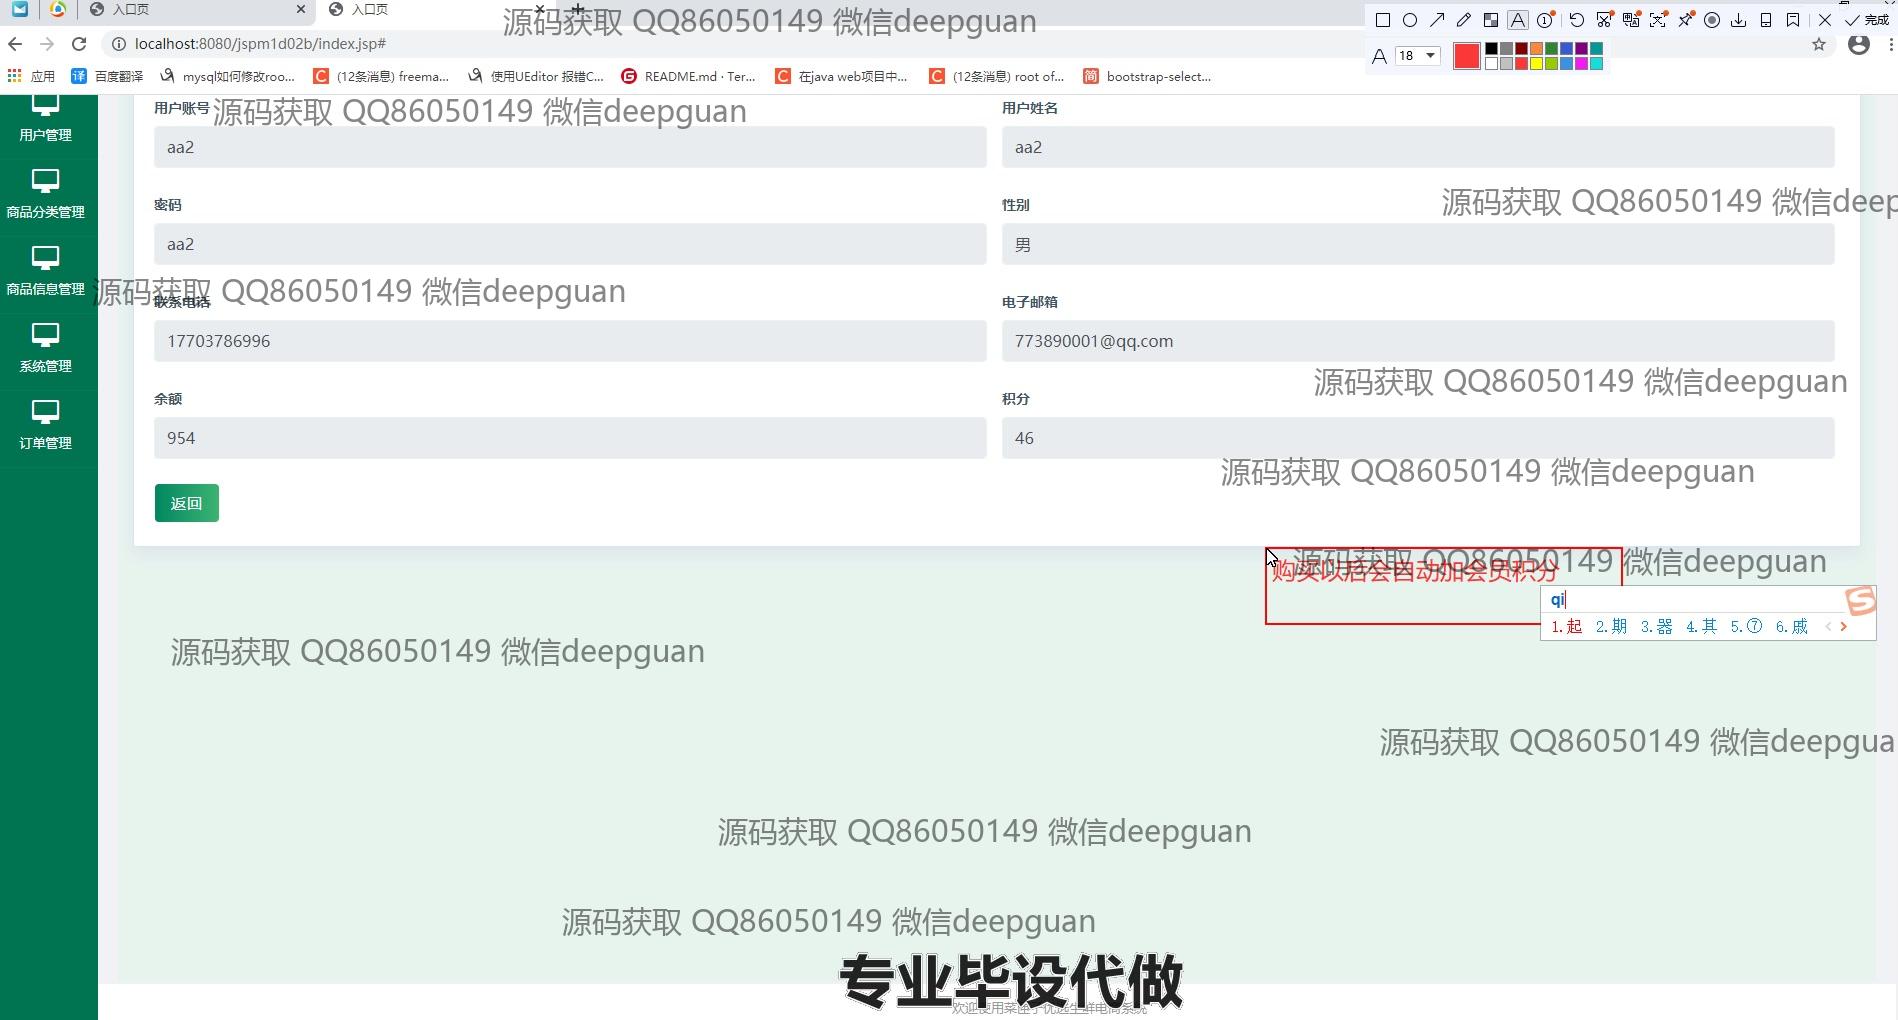 入口页
入口页
源码获取 QQ86050149 微信deepguan
完成
localhost:8080/jspm1d02b/index.jsp#
A 18
应用
译 百度翻译
mysql如何修改roo...
C (12条消息) freema...
使用UEditor 报错C...
G README.md · Ter...
C 在java web项目中...
C (12条消息) root of...
简 bootstrap-select...
用户管理
商品分类管理
商品信息管理
系统管理
订单管理
用户账号
源码获取 QQ86050149 微信deepguan
用户姓名
aa2
aa2
密码
性别
源码获取 QQ86050149 微信deep
aa2
男
源码获取 QQ86050149 微信deepguan
联系电话
电子邮箱
17703786996
773890001@qq.com
源码获取 QQ86050149 微信deepguan
余额
积分
954
46
源码获取 QQ86050149 微信deepguan
返回
源码获取 QQ86050149 微信deepguan
购买以后会自动加会员积分
qi
1.起 2.期 3.器 4.其 5.⑦ 6.戚
源码获取 QQ86050149 微信deepguan
源码获取 QQ86050149 微信deepgua
源码获取 QQ86050149 微信deepguan
源码获取 QQ86050149 微信deepguan
专业毕设代做